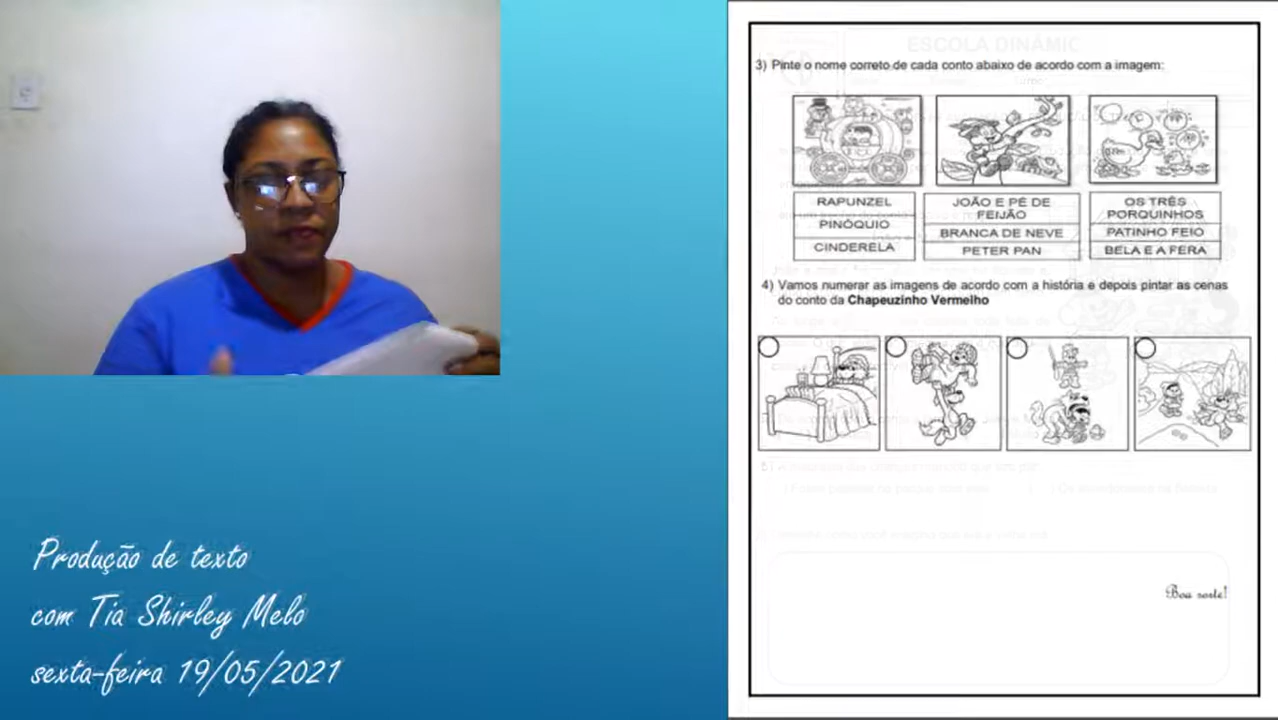 ESCOLA DINÂMIC
3) Pinte o nome correto de cada conto abaixo de acordo com a imagem:
RAPUNZEL
PINÓQUIO
CINDERELA
JOÃO E PÉ DE
FEIJÃO
BRANCA DE NEVE
PETER PAN
OS TRÊS
PORQUINHOS
PATINHO FEIO
BELA E A FERA
4) Vamos numerar as imagens de acordo com a história e depois pintar as cenas
do conto da Chapeuzinho Vermelho
Boa sorte!
Produção de texto
com Tia Shirley Melo
sexta-feira 19/05/2021